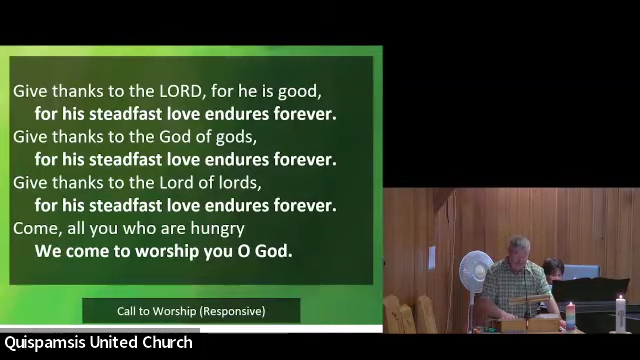 Give thanks to the LORD, for he is good,
for his steadfast love endures forever.
Give thanks to the God of gods,
for his steadfast love endures forever.
Give thanks to the Lord of lords,
for his steadfast love endures forever.
Come, all you who are hungry
We come to worship you O God.
Call to Worship (Responsive)
Quispamsis United Church